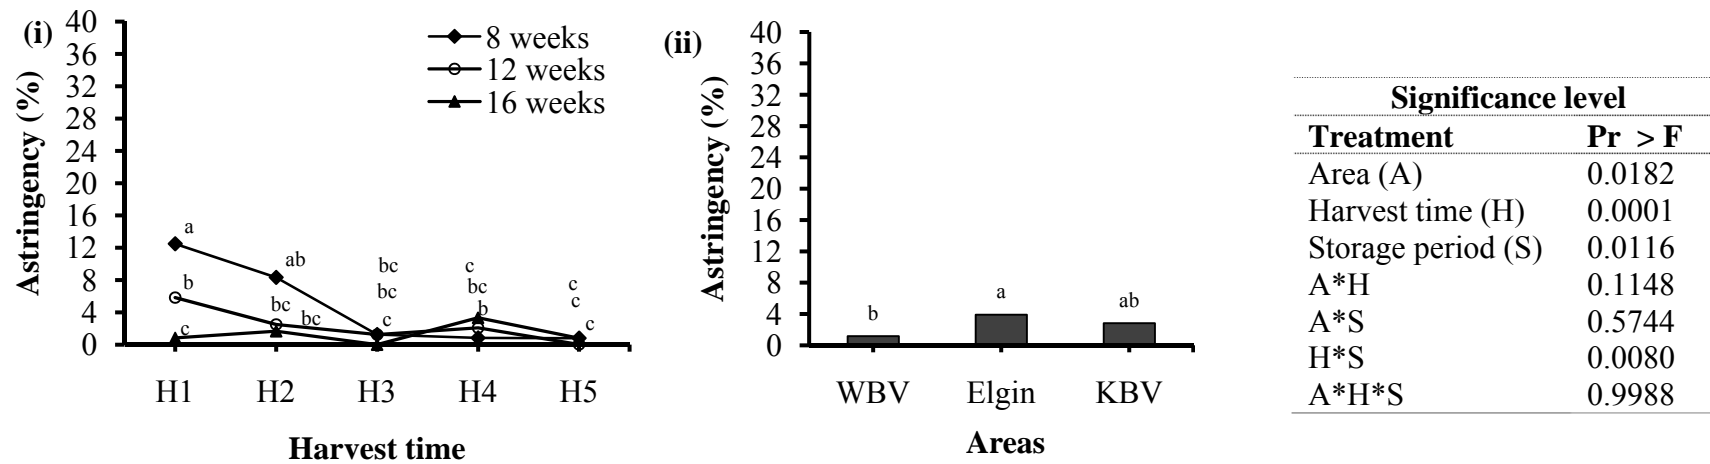 (i)
Astringency (%)
40
36
32
28
24
20
16
12
8
4
0
8 weeks
12 weeks
16 weeks
a
ab
b
bc
bc
c
bc
bc
c
c
bc
b
c
c
c
H1 H2 H3 H4 H5
Harvest time
(ii)
Astringency (%)
40
36
32
28
24
20
16
12
8
4
0
b
a
ab
WBV Elgin KBV
Areas
Significance level
Treatment Pr > F
Area (A) 0.0182
Harvest time (H) 0.0001
Storage period (S) 0.0116
A*H 0.1148
A*S 0.5744
H*S 0.0080
A*H*S 0.9988